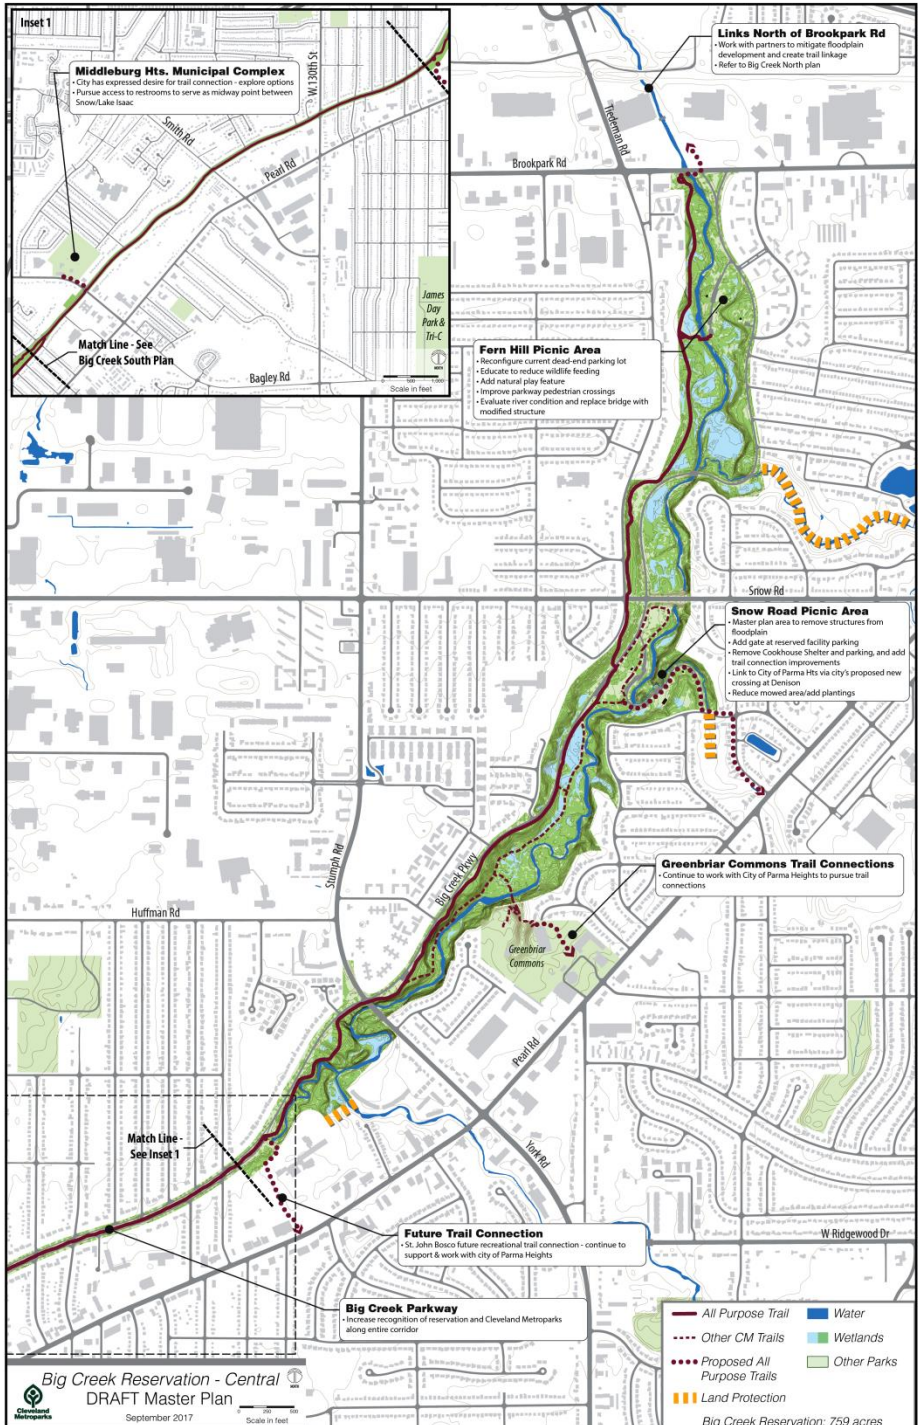 Inset 1
Middleburg Hts. Municipal Complex
• City has expressed desire for trail connection - explore options
• Pursue access to restrooms to serve as midway point between
Snow/Lake Isaac
W.130th St
Smith Rd
Pearl Rd
James
Day
Park &
Tri-C
Match Line - See
Big Creek South Plan
Bagley Rd
NORTH
0 500 1,000
Scale in feet
Links North of Brookpark Rd
• Work with partners to mitigate floodplain
development and create trail linkage
• Refer to Big Creek North plan
Tiedeman Rd
Brookpark Rd
Fern Hill Picnic Area
• Reconfigure current dead-end parking lot
• Educate to reduce wildlife feeding
• Add natural play feature
• Improve parkway pedestrian crossings
• Evaluate river condition and replace bridge with
modified structure
Snow Rd
Snow Road Picnic Area
• Master plan area to remove structures from
floodplain
• Add gate at reserved facility parking
• Remove Cookhouse Shelter and parking, and add
trail connection improvements
• Link to City of Parma Hts via city's proposed new
crossing at Denison
• Reduce mowed area/add plantings
Stumph Rd
Big Creek Pkwy
Greenbriar Commons Trail Connections
• Continue to work with City of Parma Heights to pursue trail
connections
Huffman Rd
Greenbriar
Commons
Pearl Rd
York Rd
Match Line -
See Inset 1
Future Trail Connection
• St. John Bosco future recreational trail connection - continue to
support & work with city of Parma Heights
W Ridgewood Dr
Big Creek Parkway
• Increase recognition of reservation and Cleveland Metroparks
along entire corridor
All Purpose Trail
Other CM Trails
Proposed All
Purpose Trails
Land Protection
Water
Wetlands
Other Parks
Big Creek Reservation: 759 acres
Cleveland
Metroparks
Big Creek Reservation - Central
DRAFT Master Plan
September 2017
NORTH
0 250 500
Scale in feet